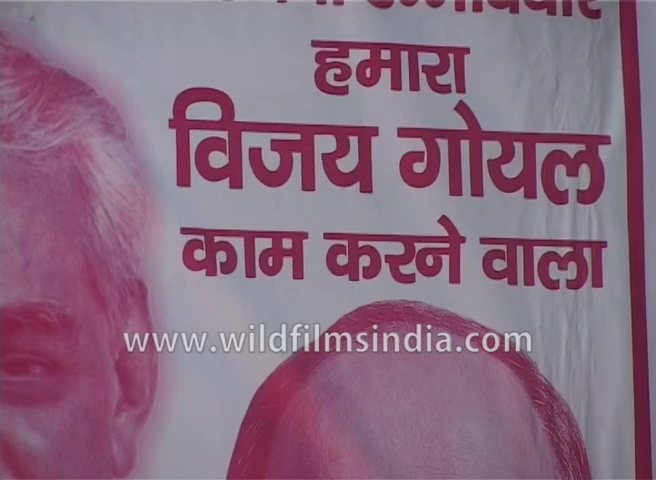 हमारा
विजय गोयल
काम करने वाला
www.wildfilmsindia.com